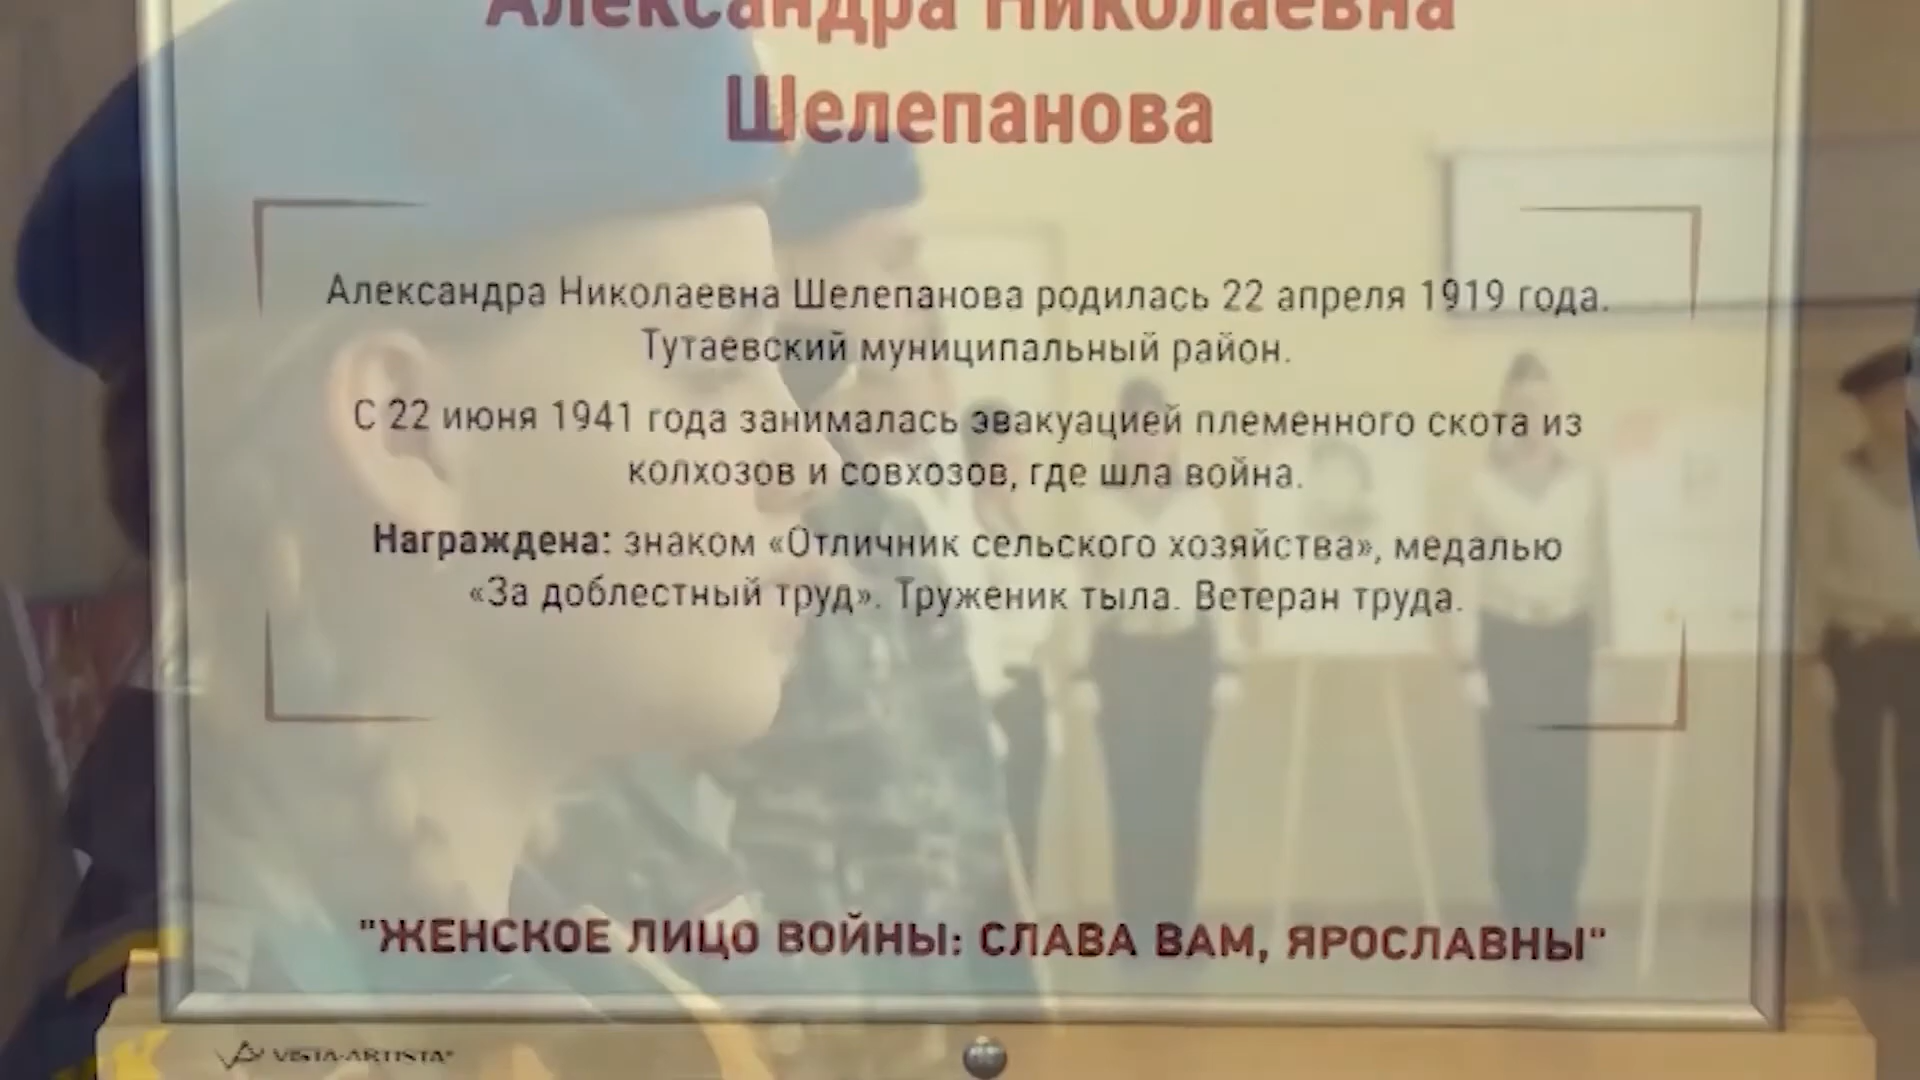 Александра Николаевна
Шелепанова
Александра Николаевна Шелепанова родилась 22 апреля 1919 года.
Тутаевский муниципальный район.
С 22 июня 1941 года занималась эвакуацией племенного скота из
колхозов и совхозов, где шла война.
Награждена: знаком «Отличник сельского хозяйства», медалью
«За доблестный труд». Труженик тыла. Ветеран труда.
"ЖЕНСКОЕ ЛИЦО ВОЙНЫ: СЛАВА ВАМ, ЯРОСЛАВНЫ"
VISTA-ARTISTA®